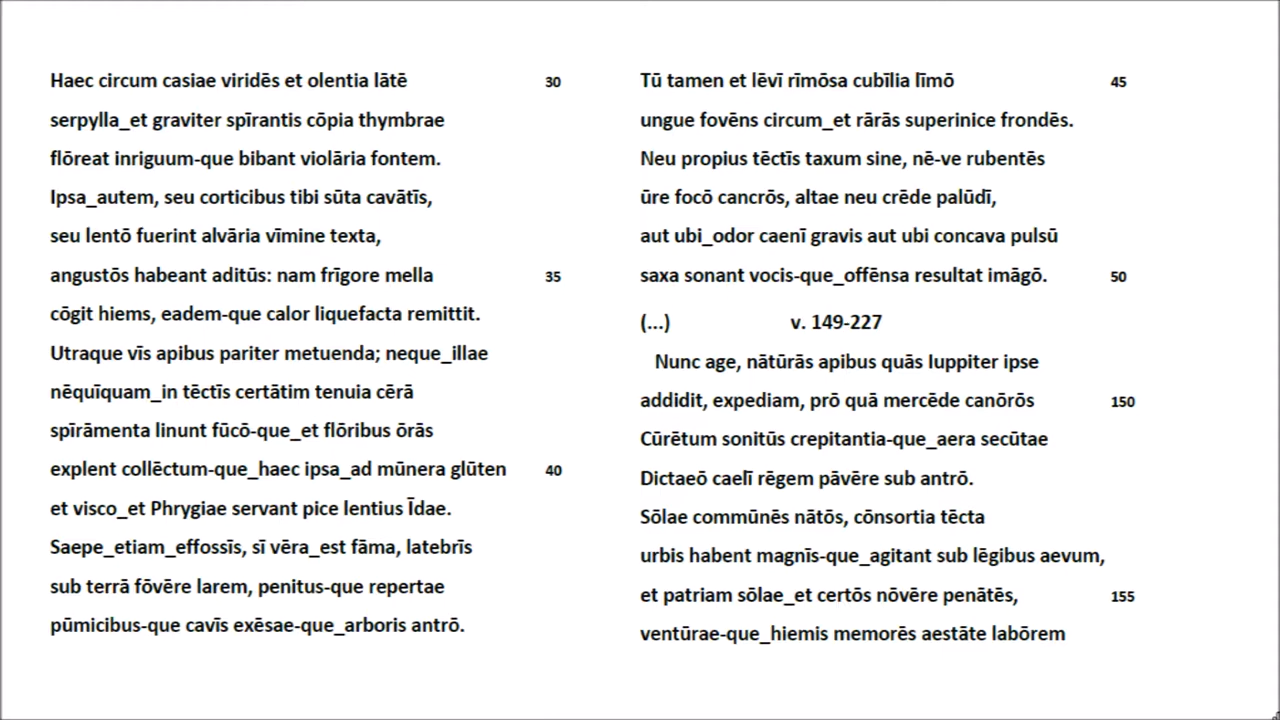 Haec circum casiae viridēs et olentia lātē 30
serpylla_et graviter spīrantis cōpia thymbrae
flōreat inriguum-que bibant violāria fontem.
Ipsa_autem, seu corticibus tibi sūta cavātīs,
seu lentō fuerint alvāria vīmine texta,
angustōs habeant aditūs: nam frīgore mella 35
cōgit hiems, eadem-que calor liquefacta remittit.
Utraque vīs apibus pariter metuenda; neque_illae
nēquīquam_in tēctīs certātim tenuia cērā
spīrāmenta linunt fūcō-que_et flōribus ōrās
explent collēctum-que_haec ipsa_ad mūnera glūten 40
et visco_et Phrygiae servant pice lentius Īdae.
Saepe_etiam_effossīs, sī vēra_est fāma, latebrīs
sub terrā fōvēre larem, penitus-que repertae
pūmicibus-que cavīs exēsae-que_arboris antrō.
Tū tamen et lēvī rīmōsa cubīlia līmō 45
ungue fovēns circum_et rārās superinice frondēs.
Neu propius tēctīs taxum sine, nē-ve rubentēs
ūre focō cancrōs, altae neu crēde palūdī,
aut ubi_odor caenī gravis aut ubi concava pulsū
saxa sonant vocis-que_offēnsa resultat imāgō. 50
(...) v. 149-227
Nunc age, nātūrās apibus quās Iuppiter ipse
addidit, expediam, prō quā mercēde canōrōs 150
Cūrētum sonitūs crepitantia-que_aera secūtae
Dictaeō caelī rēgem pāvēre sub antrō.
Sōlae commūnēs nātōs, cōnsortia tēcta
urbis habent magnīs-que_agitant sub lēgibus aevum,
et patriam sōlae_et certōs nōvēre penātēs, 155
ventūrae-que_hiemis memorēs aestāte labōrem